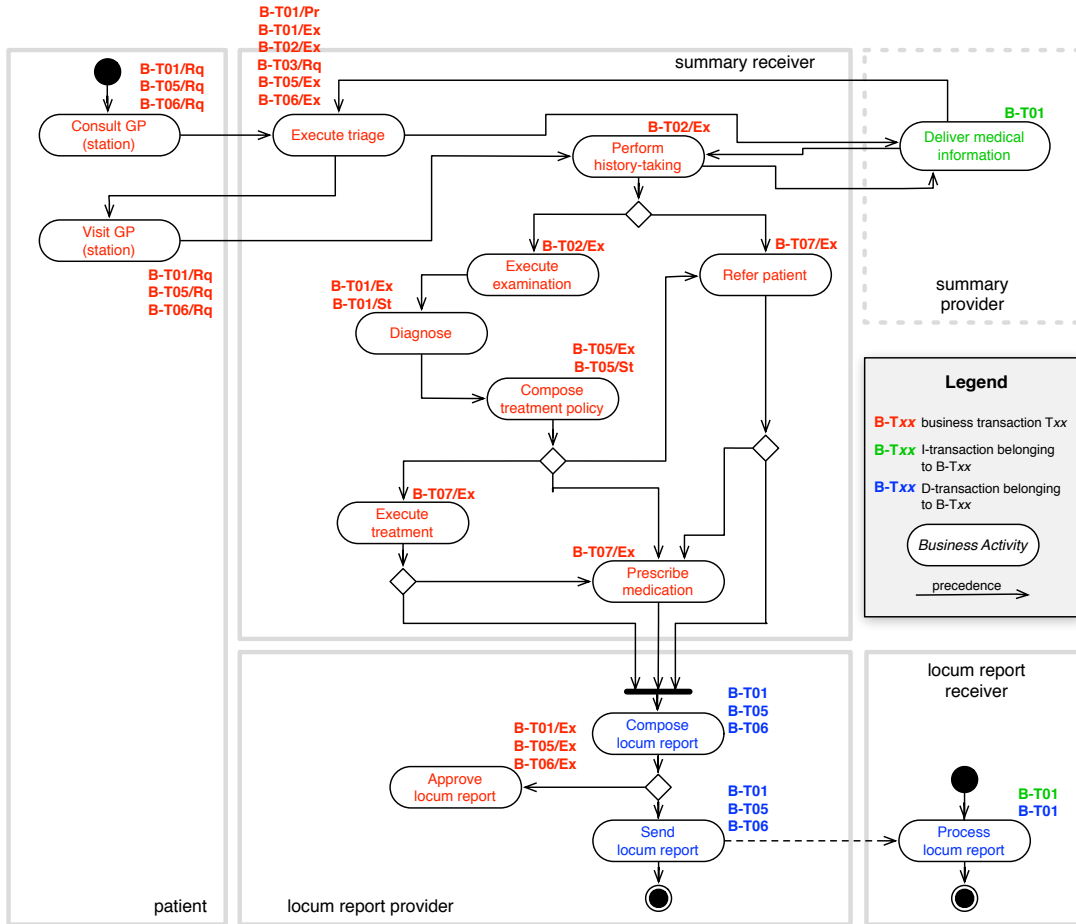 B-T01/Pr
B-T01/Ex
B-T02/Ex
B-T03/Rq
B-T05/Ex
B-T06/Ex
B-T01/Rq
B-T05/Rq
B-T06/Rq
summary receiver
Consult GP
(station)
Execute triage
B-T02/Ex
Perform
history-taking
B-T01
Deliver medical
information
Visit GP
(station)
B-T01/Rq
B-T05/Rq
B-T06/Rq
B-T02/Ex
Execute
examination
B-T07/Ex
Refer patient
summary
provider
B-T01/Ex
B-T01/St
Diagnose
B-T05/Ex
B-T05/St
Compose
treatment policy
B-T07/Ex
Execute
treatment
B-T07/Ex
Prescribe
medication
Legend
B-Txx business transaction Txx
B-Txx I-transaction belonging
to B-Txx
B-Txx D-transaction belonging
to B-Txx
Business Activity
precedence
B-T01
B-T05
B-T06
Compose
locum report
B-T01/Ex
B-T05/Ex
B-T06/Ex
Approve
locum report
B-T01
B-T05
B-T06
Send
locum report
locum report
receiver
B-T01
B-T01
Process
locum report
patient
locum report provider